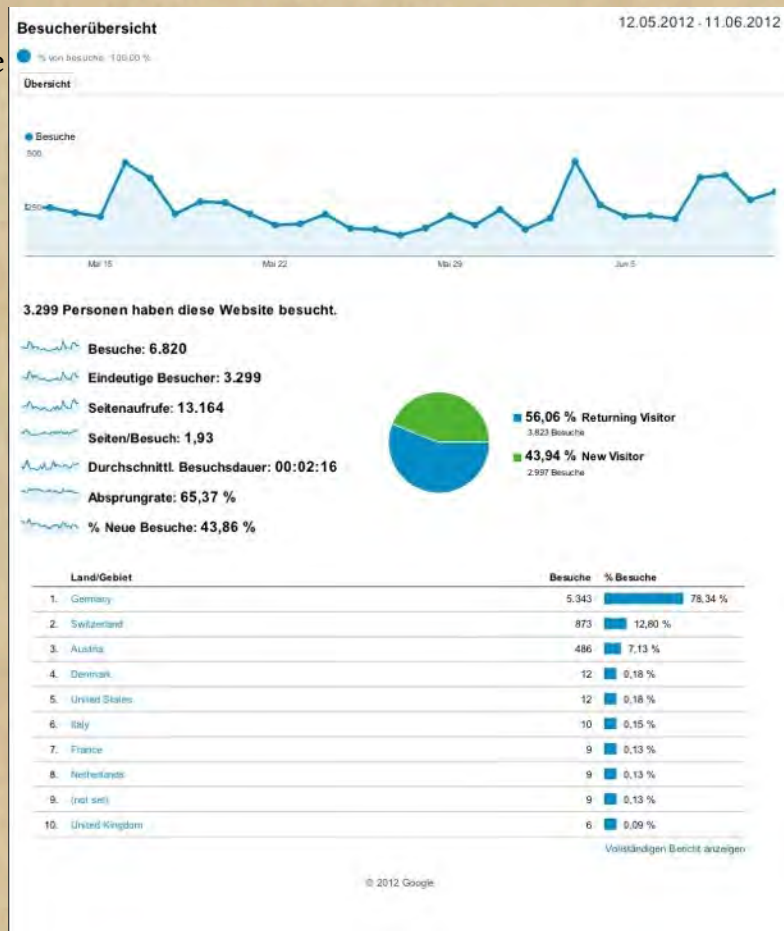 Besucherübersicht
12.05.2012 - 11.06.2012
e
% von besuche: 100,00 %
Übersicht
Besuche
500
250
Mai 15 Mai 22 Mai 29 Jun 5
3.299 Personen haben diese Website besucht.
Besuche: 6.820
Eindeutige Besucher: 3.299
Seitenaufrufe: 13.164
Seiten/Besuch: 1,93
Durchschnittl. Besuchsdauer: 00:02:16
Absprungrate: 65,37 %
% Neue Besuche: 43,86 %
56,06 % Returning Visitor
3.823 Besuche
43,94 % New Visitor
2.997 Besuche
Land/Gebiet Besuche % Besuche
1. Germany 5.343 78,34 %
2. Switzerland 873 12,80 %
3. Austria 486 7,13 %
4. Denmark 12 0,18 %
5. United States 12 0,18 %
6. Italy 10 0,15 %
7. France 9 0,13 %
8. Netherlands 9 0,13 %
9. (not set) 9 0,13 %
10. United Kingdom 6 0,09 %
Vollständigen Bericht anzeigen
© 2012 Google